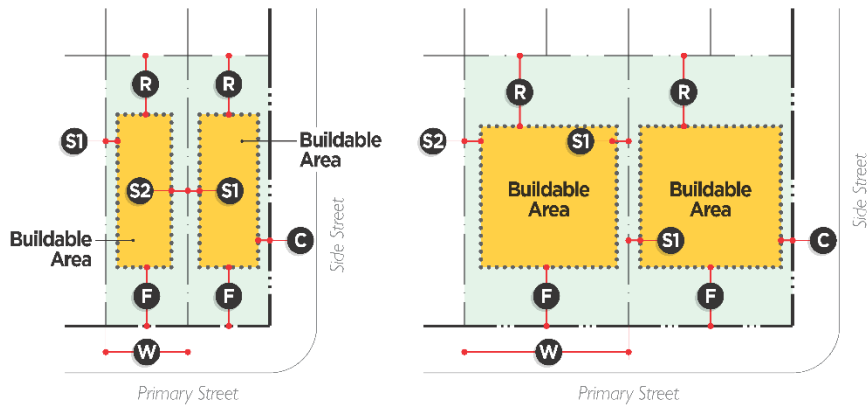 R
R
S1
Buildable
Area
S2
S1
Buildable
Area
C
Side Street
F
F
W
Primary Street
R
R
S2
S1
Buildable
Area
Buildable
Area
S1
C
Side Street
F
F
W
Primary Street